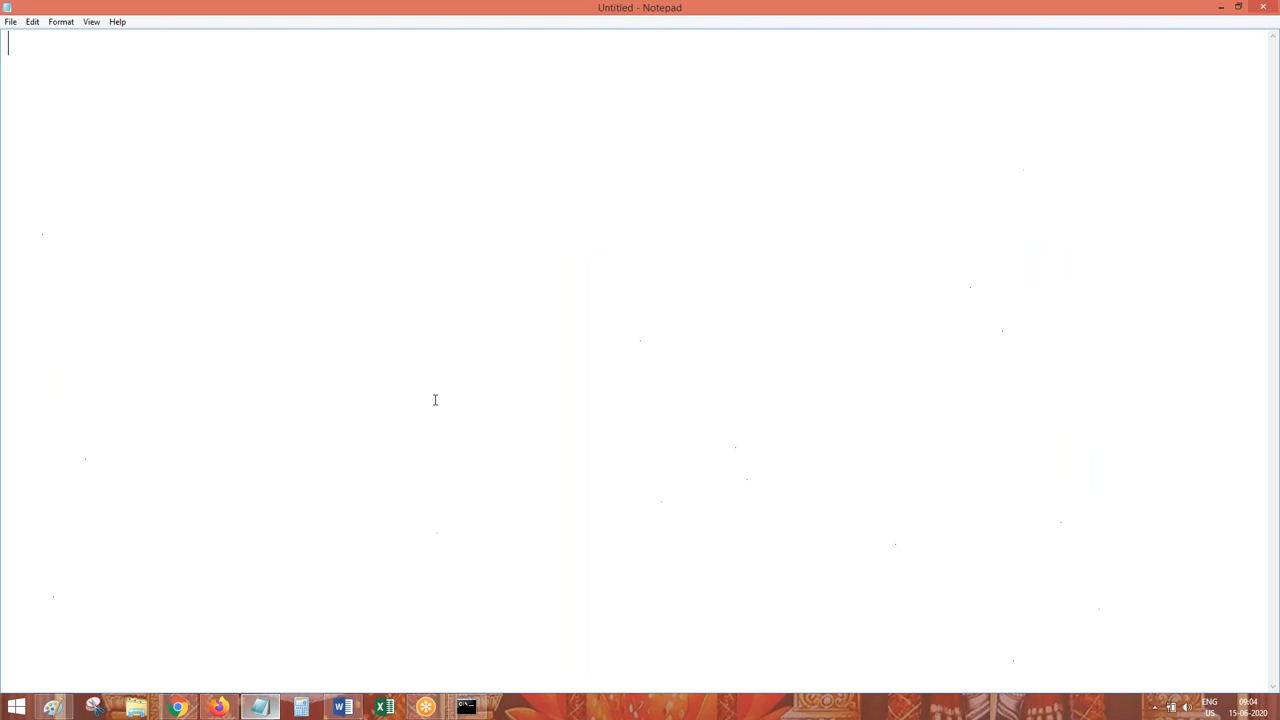 Untitled - Notepad
File Edit Format View Help
ENG 09:04
US 15-06-2020